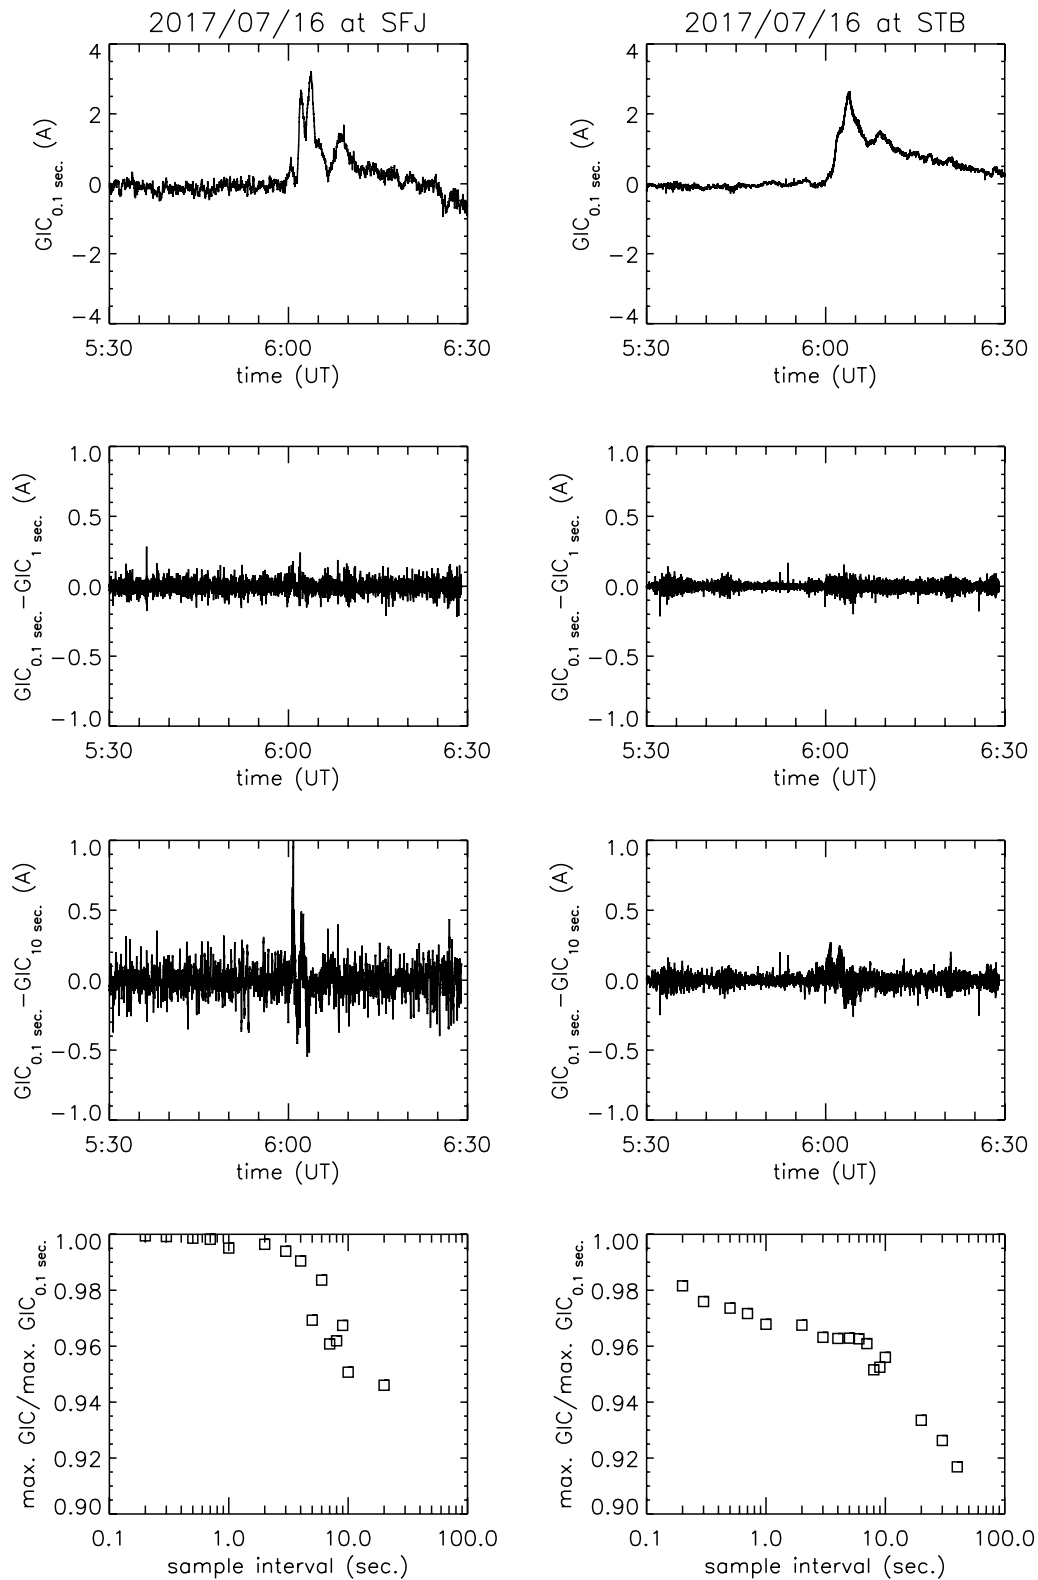 2017/07/16 at SFJ
2017/07/16 at STB
GIC0.1 sec. (A)
4
2
0
−2
−4
5:30 6:00 6:30
time (UT)
GIC0.1 sec. (A)
4
2
0
−2
−4
5:30 6:00 6:30
time (UT)
GIC0.1 sec.−GIC1 sec. (A)
1.0
0.5
0.0
−0.5
−1.0
5:30 6:00 6:30
time (UT)
GIC0.1 sec.−GIC1 sec. (A)
1.0
0.5
0.0
−0.5
−1.0
5:30 6:00 6:30
time (UT)
GIC0.1 sec.−GIC10 sec. (A)
1.0
0.5
0.0
−0.5
−1.0
5:30 6:00 6:30
time (UT)
GIC0.1 sec.−GIC10 sec. (A)
1.0
0.5
0.0
−0.5
−1.0
5:30 6:00 6:30
time (UT)
max. GIC/max. GIC0.1 sec.
1.00
0.98
0.96
0.94
0.92
0.90
0.1 1.0 10.0 100.0
sample interval (sec.)
max. GIC/max. GIC0.1 sec.
1.00
0.98
0.96
0.94
0.92
0.90
0.1 1.0 10.0 100.0
sample interval (sec.)